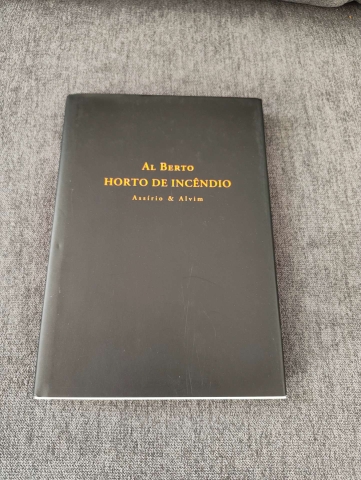 AL BERTO
HORTO DE INCÊNDIO
Assírio & Alvim